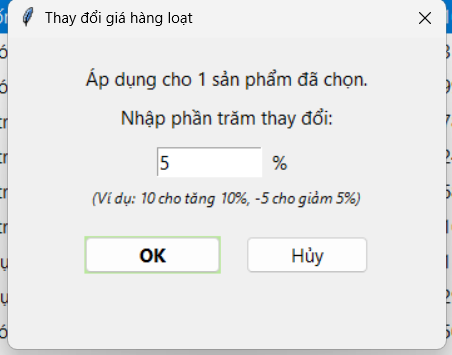 Thay đổi giá hàng loạt
Áp dụng cho 1 sản phẩm đã chọn.
Nhập phần trăm thay đổi:
5 %
(Ví dụ: 10 cho tăng 10%, -5 cho giảm 5%)
OK Hủy